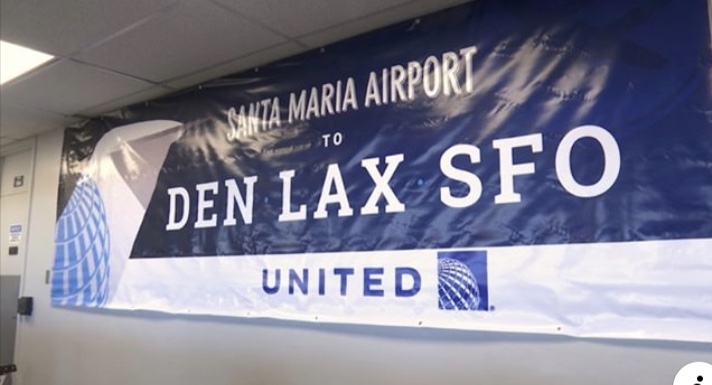 SANTA MARIA AIRPORT
TO
DEN LAX SFO
UNITED